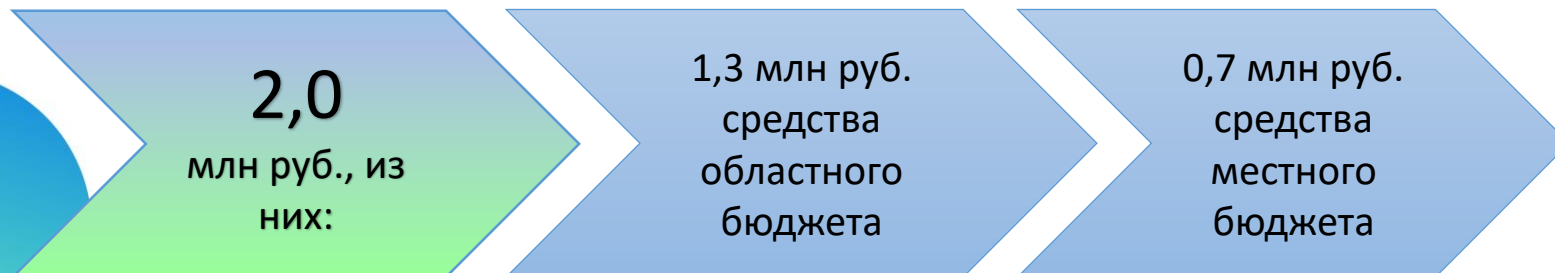 2,0
млн руб., из
них:
1,3 млн руб.
средства
областного
бюджета
0,7 млн руб.
средства
местного
бюджета